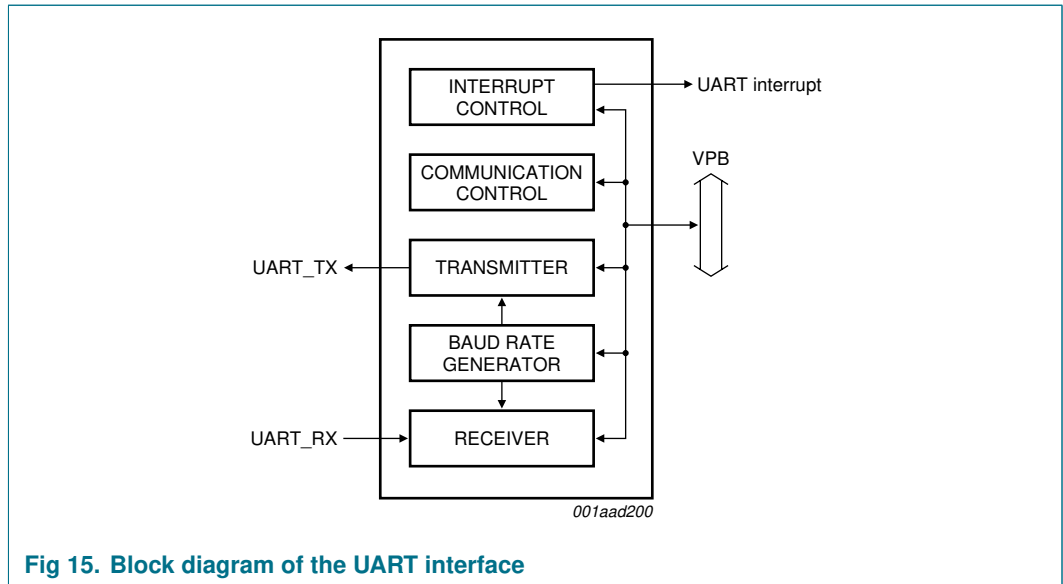 INTERRUPT
CONTROL
UART interrupt
COMMUNICATION
CONTROL
VPB
UART_TX
TRANSMITTER
BAUD RATE
GENERATOR
UART_RX
RECEIVER
001aad200
Fig 15. Block diagram of the UART interface